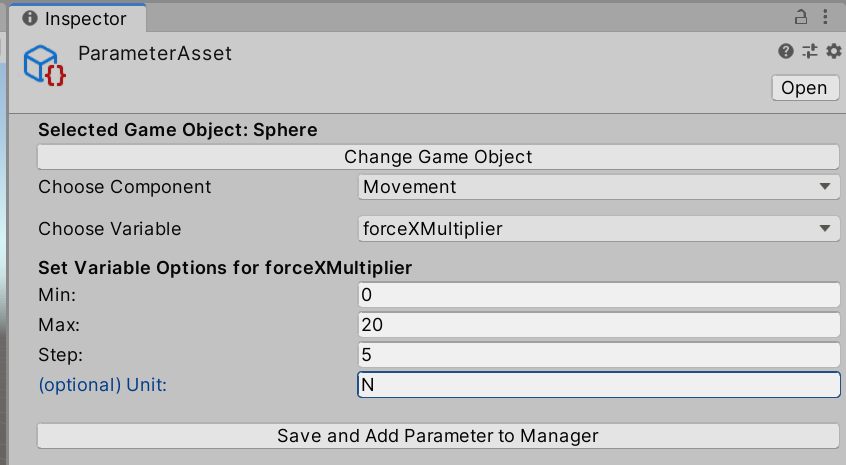 Inspector
ParameterAsset
Open
Selected Game Object: Sphere
Change Game Object
Choose Component Movement
Choose Variable forceXMultiplier
Set Variable Options for forceXMultiplier
Min: 0
Max: 20
Step: 5
(optional) Unit: N
Save and Add Parameter to Manager